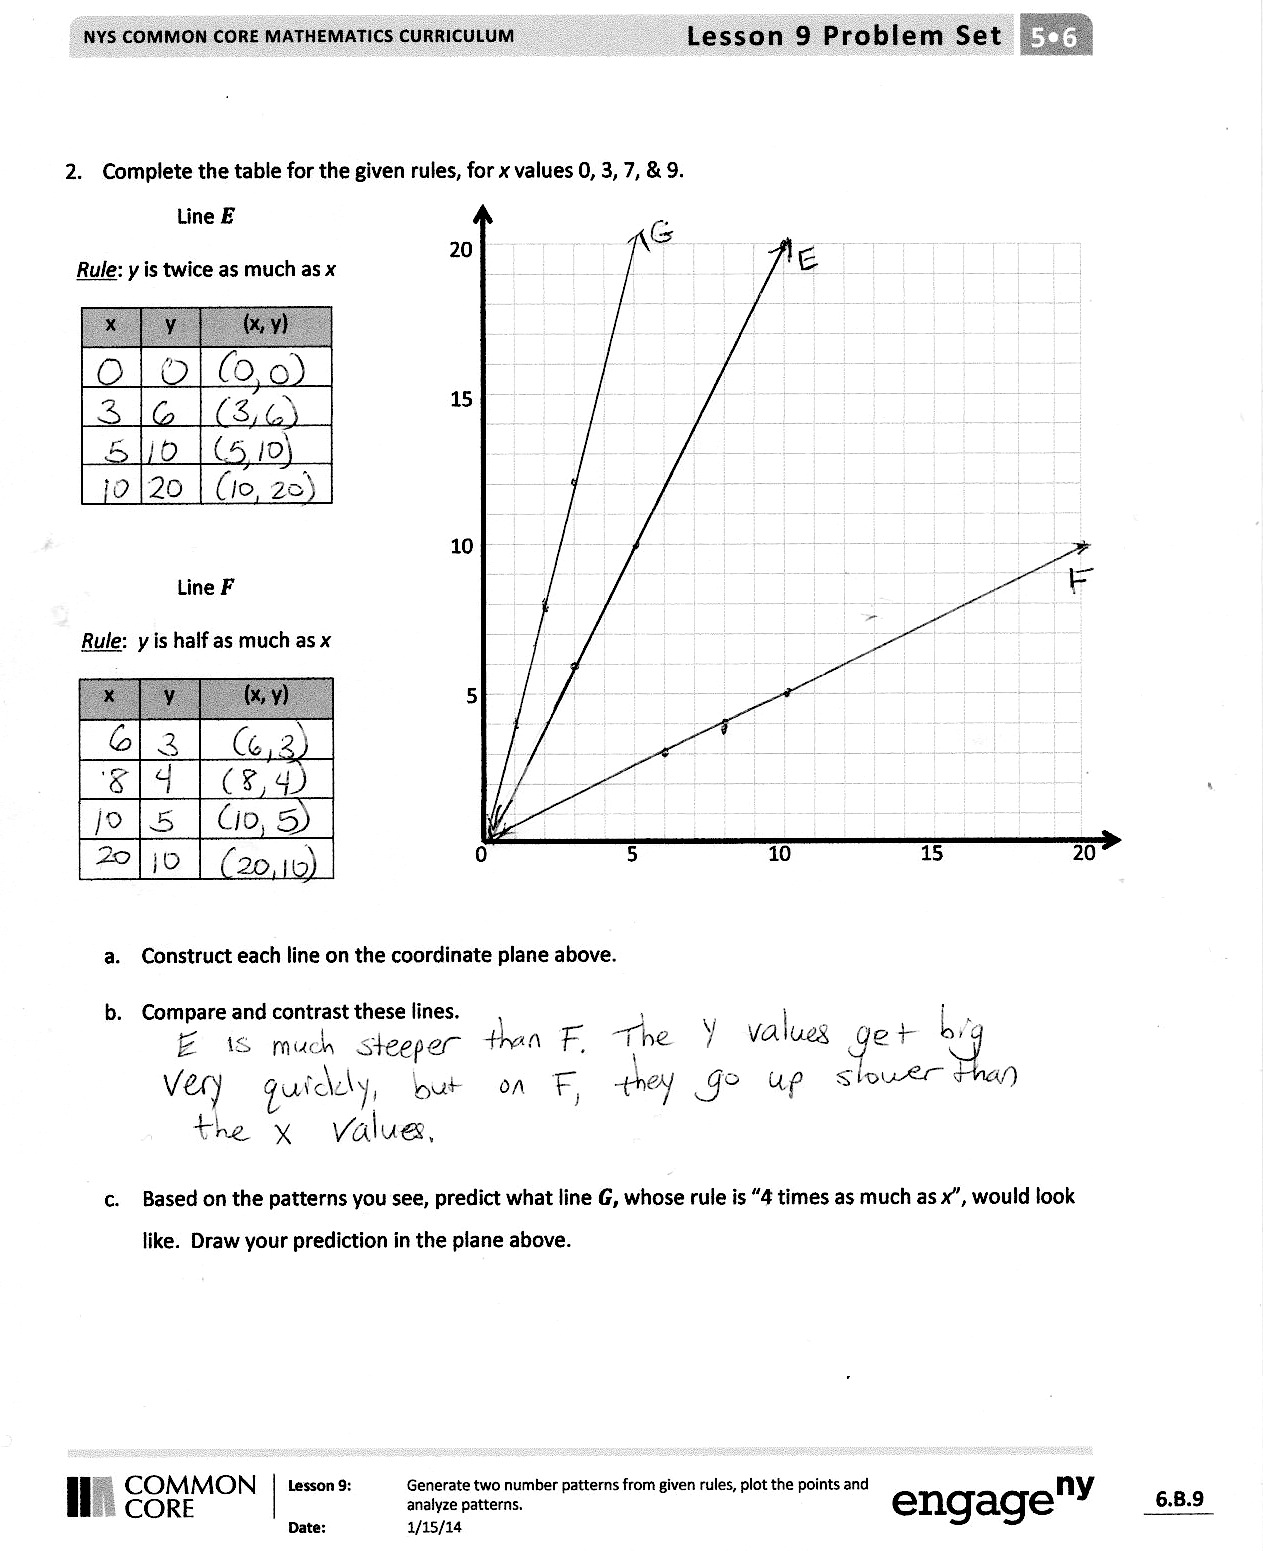 NYS COMMON CORE MATHEMATICS CURRICULUM
Lesson 9 Problem Set 5•6
2. Complete the table for the given rules, for x values 0, 3, 7, & 9.
Line E
Rule: y is twice as much as x
x y (x, y)
0 0 (0,0)
3 6 (3,6)
5 10 (5,10)
10 20 (10, 20)
Line F
Rule: y is half as much as x
x y (x, y)
6 3 (6,3)
8 4 (8,4)
10 5 (10, 5)
20 10 (20,10)
G
E
F
20
15
10
5
0 5 10 15 20
a. Construct each line on the coordinate plane above.
b. Compare and contrast these lines.
E is much steeper than F. The y values get big
very quickly, but on F, they go up slower than
the x values.
c. Based on the patterns you see, predict what line G, whose rule is “4 times as much as x”, would look
like. Draw your prediction in the plane above.
COMMON
CORE
Lesson 9: Generate two number patterns from given rules, plot the points and
analyze patterns.
Date: 1/15/14
engageny
6.B.9